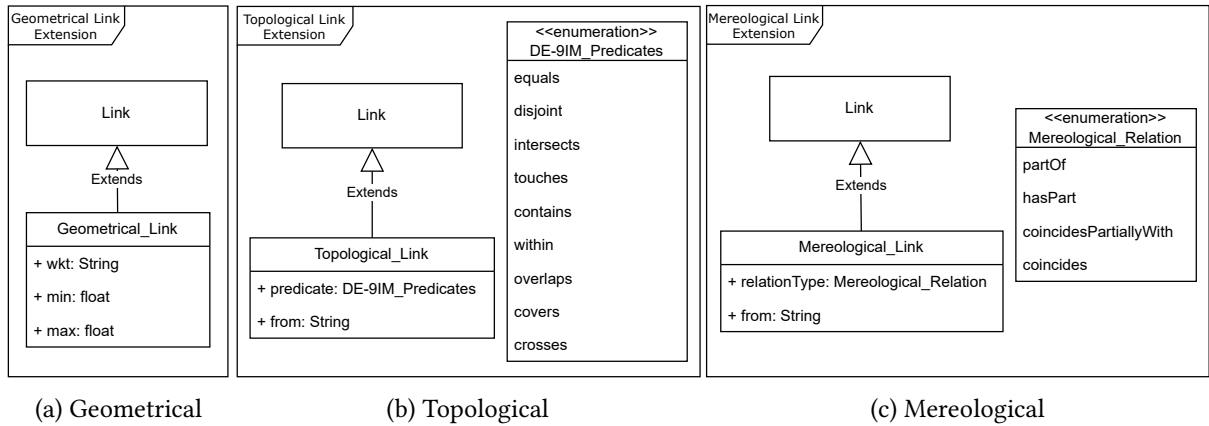 Geometrical Link
Extension
Link
Extends
Geometrical_Link
+ wkt: String
+ min: float
+ max: float
(a) Geometrical
Topological Link
Extension
Link
Extends
Topological_Link
+ predicate: DE-9IM_Predicates
+ from: String
<<enumeration>>
DE-9IM_Predicates
equals
disjoint
intersects
touches
contains
within
overlaps
covers
crosses
(b) Topological
Mereological Link
Extension
Link
Extends
Mereological_Link
+ relationType: Mereological_Relation
+ from: String
<<enumeration>>
Mereological_Relation
partOf
hasPart
coincidesPartiallyWith
coincides
(c) Mereological